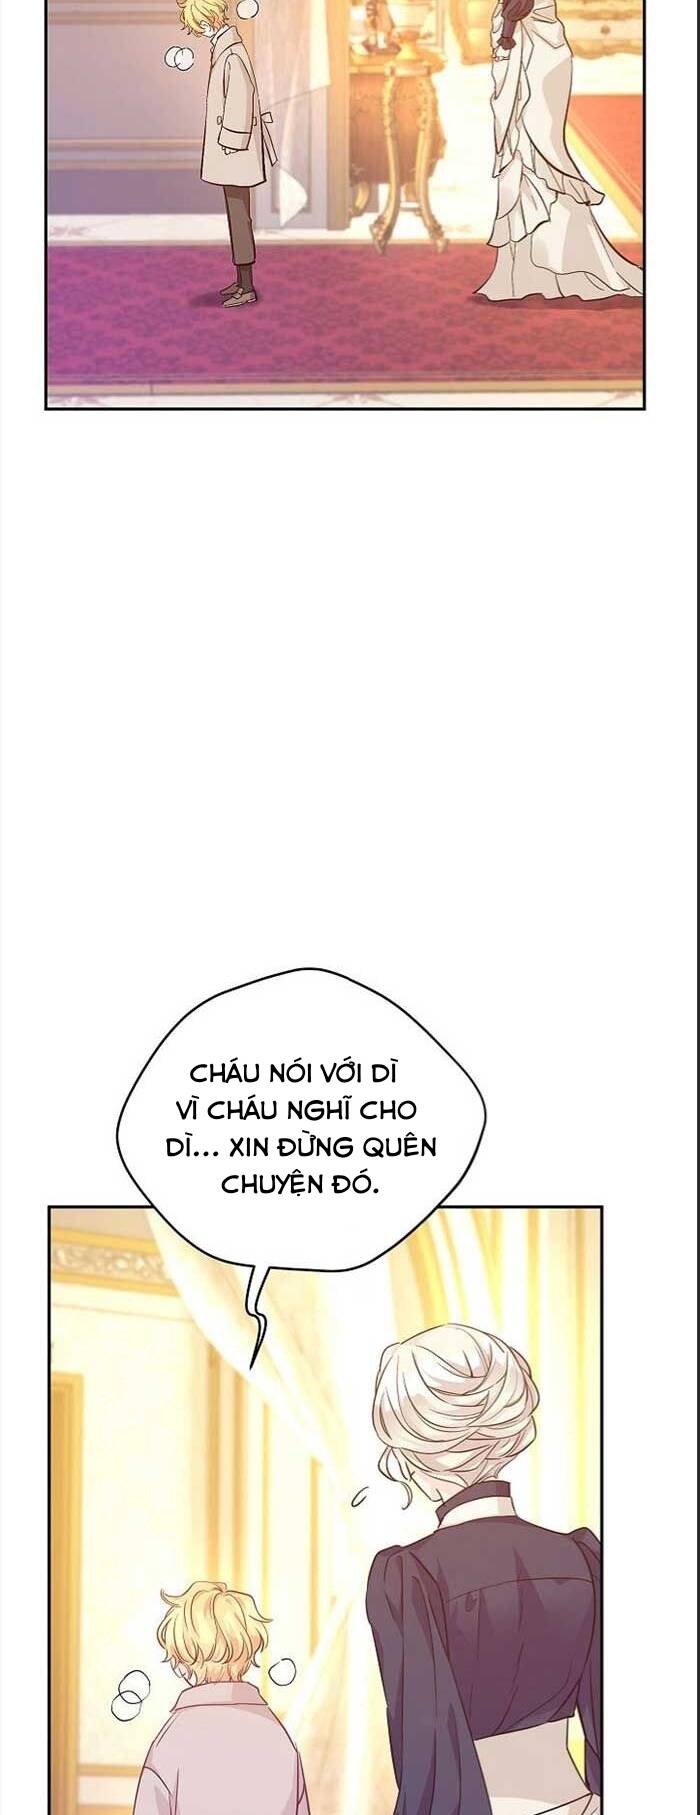 CHÁU NÓI VỚI DÌ
VÌ CHÁU NGHĨ CHO
DÌ... XIN ĐỪNG QUÊN
CHUYỆN ĐÓ.